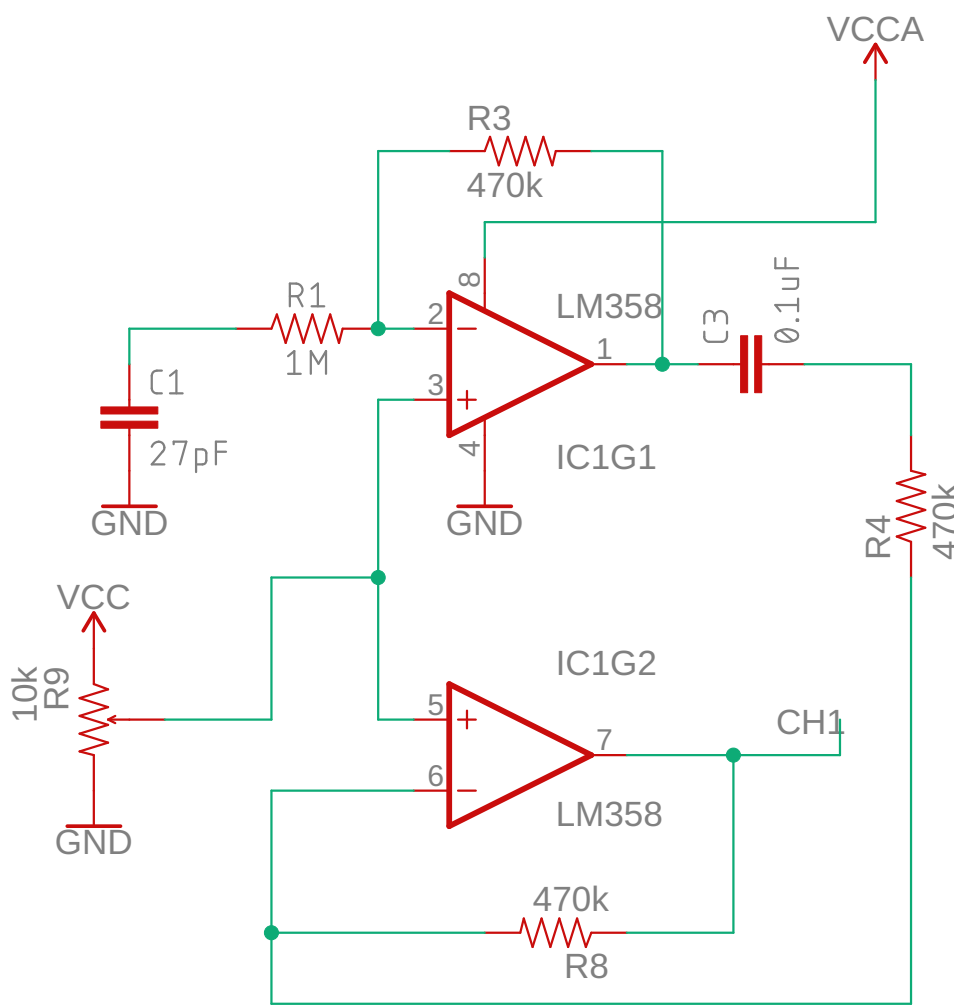 VCCA
R3
470k
8
LM358
C3
0.1uF
R1
1M
2
-
1
3
+
C1
27pF
4
IC1G1
GND
GND
R4
470k
VCC
10k
R9
IC1G2
5
+
7
CH1
6
-
LM358
GND
470k
R8